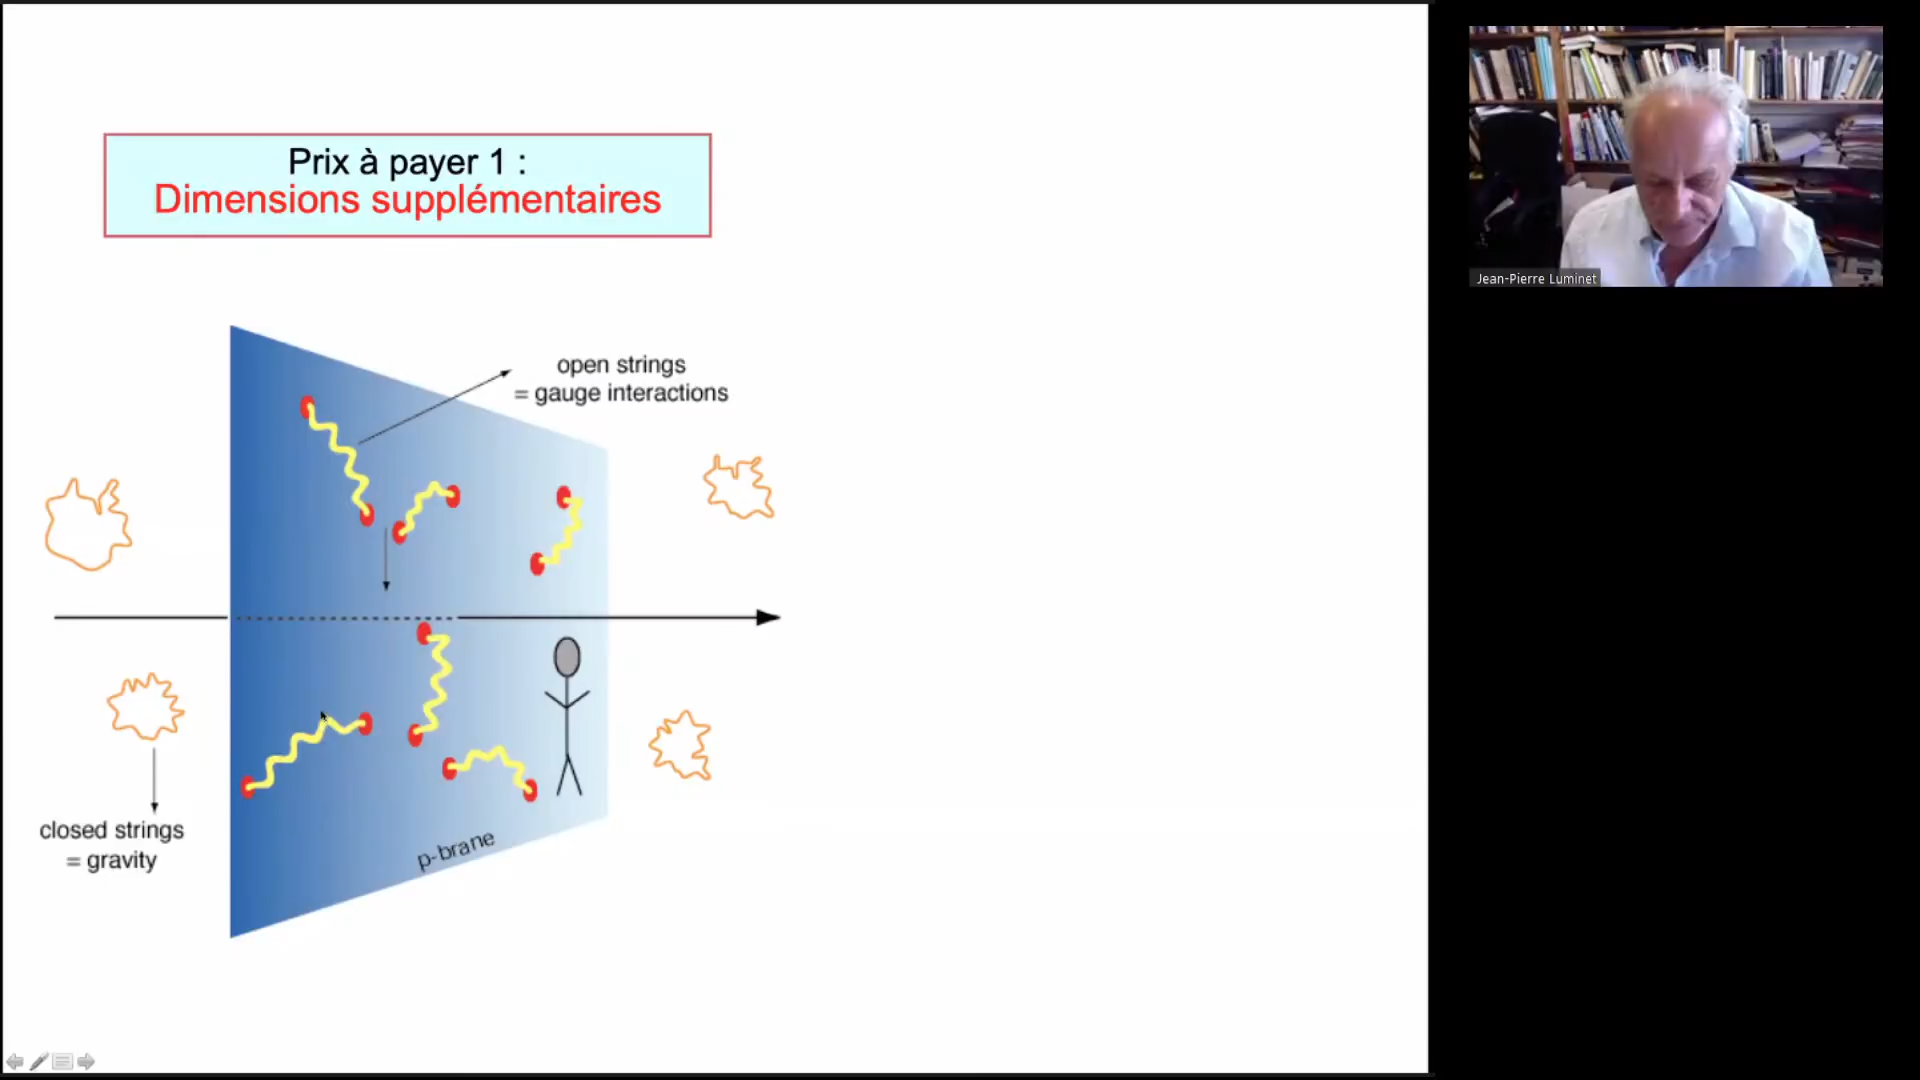 Prix à payer 1 :
Dimensions supplémentaires
open strings
= gauge interactions
closed strings
= gravity
p-brane
Jean-Pierre Luminet